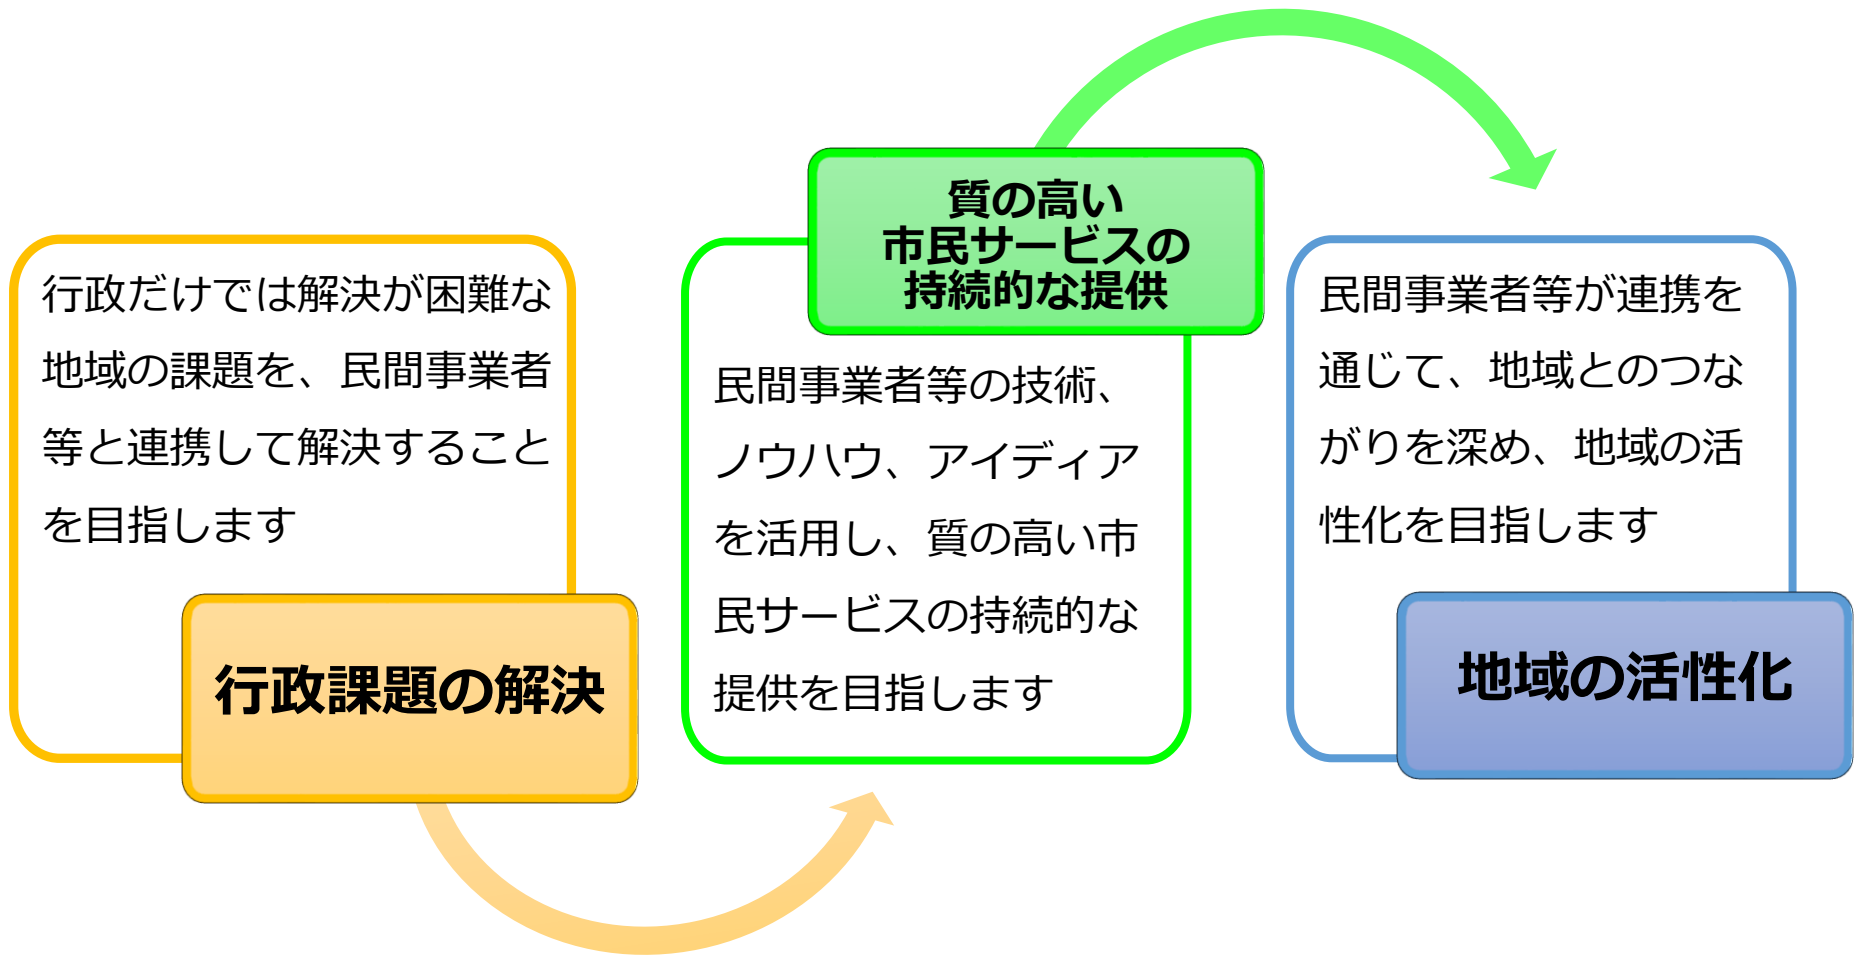 行政だけでは解決が困難な
地域の課題を、民間事業者
等と連携して解決すること
を目指します
行政課題の解決
質の高い
市民サービスの
持続的な提供
民間事業者等の技術、
ノウハウ、アイディア
を活用し、質の高い市
民サービスの持続的な
提供を目指します
民間事業者等が連携を
通じて、地域とのつな
がりを深め、地域の活
性化を目指します
地域の活性化